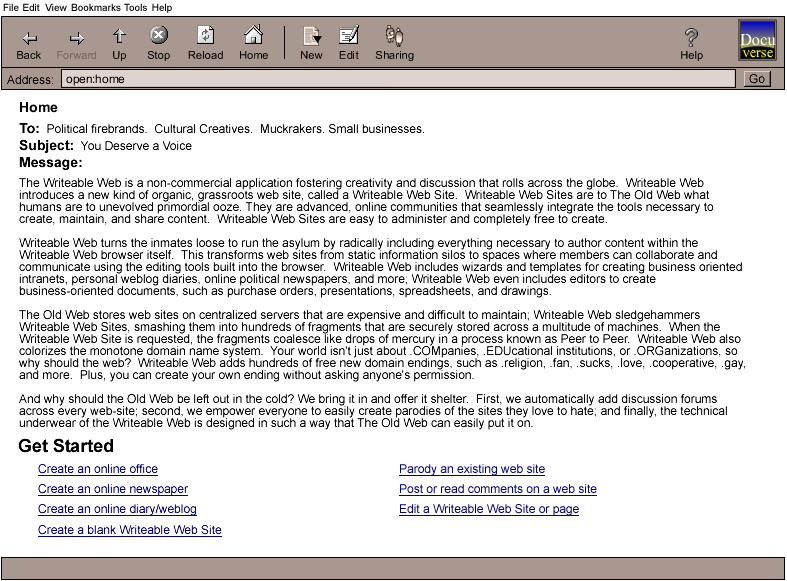 File Edit View Bookmarks Tools Help
Back Forward Up Stop Reload Home New Edit Sharing Help Docu verse
Address: open:home Go
Home
To: Political firebrands. Cultural Creatives. Muckrakers. Small businesses.
Subject: You Deserve a Voice
Message:
The Writeable Web is a non-commercial application fostering creativity and discussion that rolls across the globe. Writeable Web
introduces a new kind of organic, grassroots web site, called a Writeable Web Site. Writeable Web Sites are to The Old Web what
humans are to unevolved primordial ooze. They are advanced, online communities that seamlessly integrate the tools necessary to
create, maintain, and share content. Writeable Web Sites are easy to administer and completely free to create.
Writeable Web turns the inmates loose to run the asylum by radically including everything necessary to author content within the
Writeable Web browser itself. This transforms web sites from static information silos to spaces where members can collaborate and
communicate using the editing tools built into the browser. Writeable Web includes wizards and templates for creating business oriented
intranets, personal weblog diaries, online political newspapers, and more; Writeable Web even includes editors to create
business-oriented documents, such as purchase orders, presentations, spreadsheets, and drawings.
The Old Web stores web sites on centralized servers that are expensive and difficult to maintain; Writeable Web sledgehammers
Writeable Web Sites, smashing them into hundreds of fragments that are securely stored across a multitude of machines. When the
Writeable Web Site is requested, the fragments coalesce like drops of mercury in a process known as Peer to Peer. Writeable Web also
colorizes the monotone domain name system. Your world isn't just about .COMpanies, .EDUcational institutions, or .ORGanizations, so
why should the web? Writeable Web adds hundreds of free new domain endings, such as .religion, .fan, .sucks, .love, .cooperative, .gay,
and more. Plus, you can create your own ending without asking anyone's permission.
And why should the Old Web be left out in the cold? We bring it in and offer it shelter. First, we automatically add discussion forums
across every web-site; second, we empower everyone to easily create parodies of the sites they love to hate; and finally, the technical
underwear of the Writeable Web is designed in such a way that The Old Web can easily put it on.
Get Started
Create an online office
Create an online newspaper
Create an online diary/weblog
Create a blank Writeable Web Site
Parody an existing web site
Post or read comments on a web site
Edit a Writeable Web Site or page